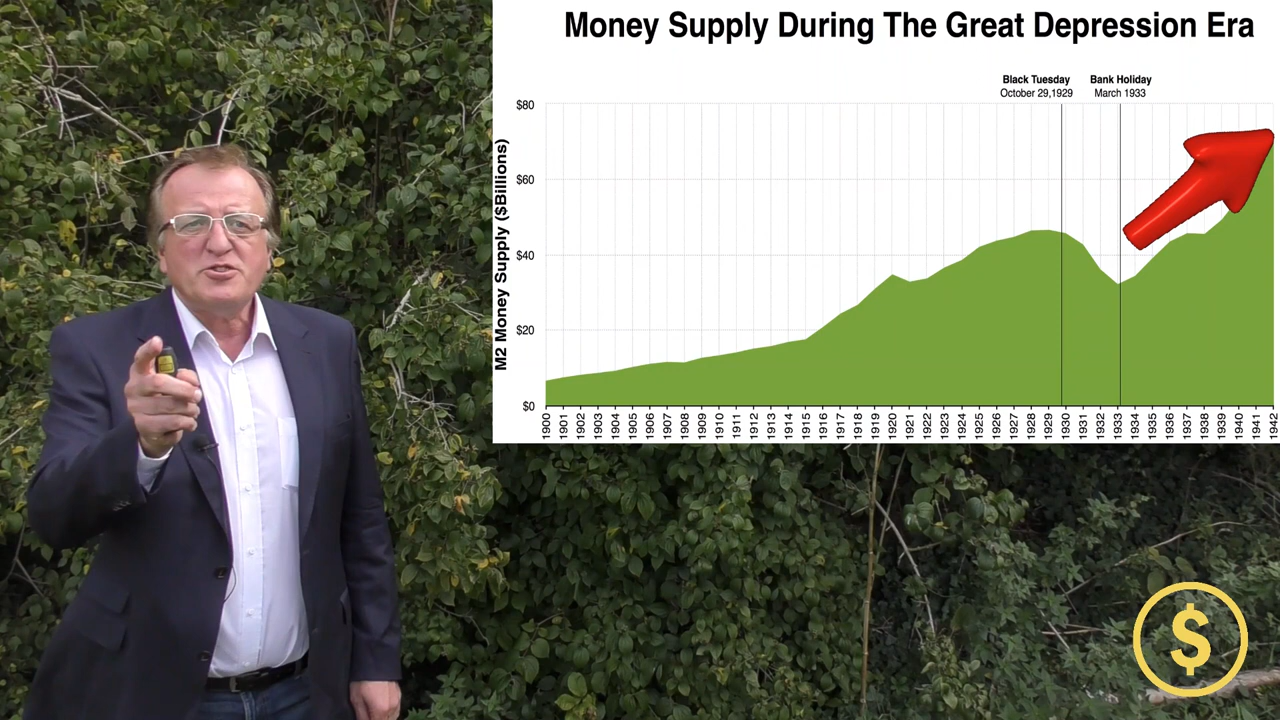 Money Supply During The Great Depression Era
Black Tuesday
October 29,1929
Bank Holiday
March 1933
M2 Money Supply ($Billions)
$80
$60
$40
$20
$0
1900 1901 1902 1903 1904 1905 1906 1907 1908 1909 1910 1911 1912 1913 1914 1915 1916 1917 1918 1919 1920 1921 1922 1923 1924 1925 1926 1927 1928 1929 1930 1931 1932 1933 1934 1935 1936 1937 1938 1939 1940 1941 1942
$